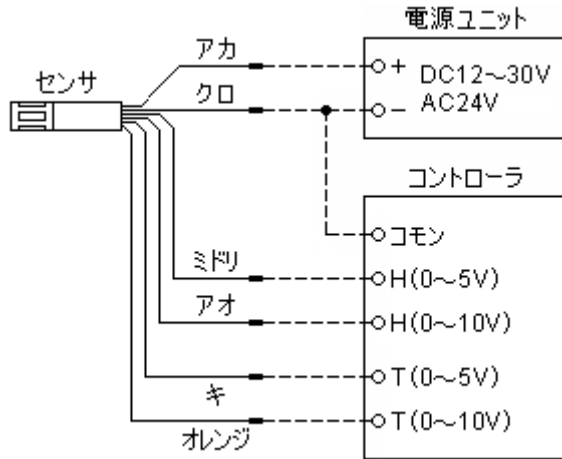 電源ユニット
アカ
+
DC12～30V
センサ
クロ
-
AC24V
コントローラ
コモン
ミドリ
H(0～5V)
アオ
H(0～10V)
T(0～5V)
キ
T(0～10V)
オレンジ